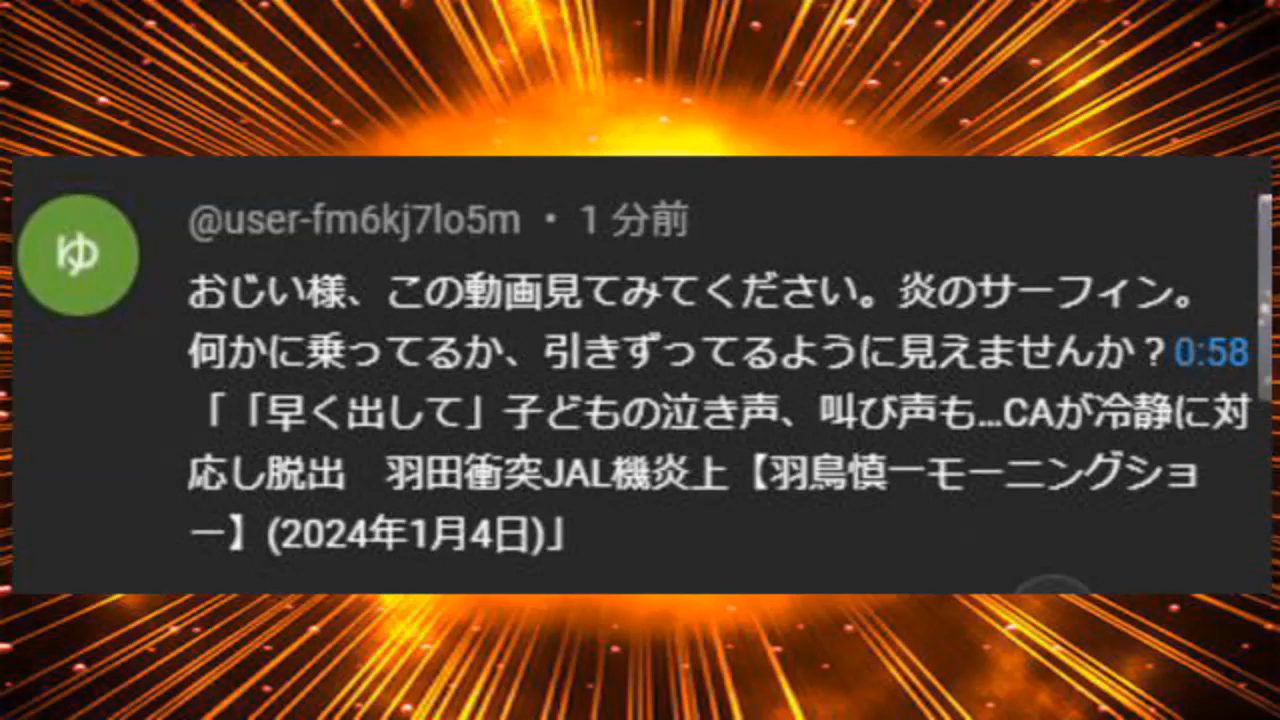 ゆ
@user-fm6kj7lo5m ・ 1 分前
おじい様、この動画見てみてください。炎のサーフィン。
何かに乗ってるか、引きずってるように見えませんか？0:58
「「早く出して」子どもの泣き声、叫び声も...CAが冷静に対
応し脱出　羽田衝突JAL機炎上【羽鳥慎一モーニングショ
ー】(2024年1月4日)」